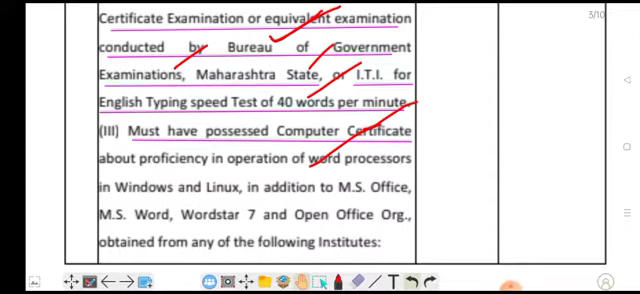 Certificate Examination or equivalent examination
3/10
conducted by Bureau of Government
Examinations, Maharashtra State, or I.T.I. for
English Typing speed Test of 40 words per minute.
(III) Must have possessed Computer Certificate
about proficiency in operation of word processors
in Windows and Linux, in addition to M.S. Office,
M.S. Word, Wordstar 7 and Open Office Org.,
obtained from any of the following Institutes:
T